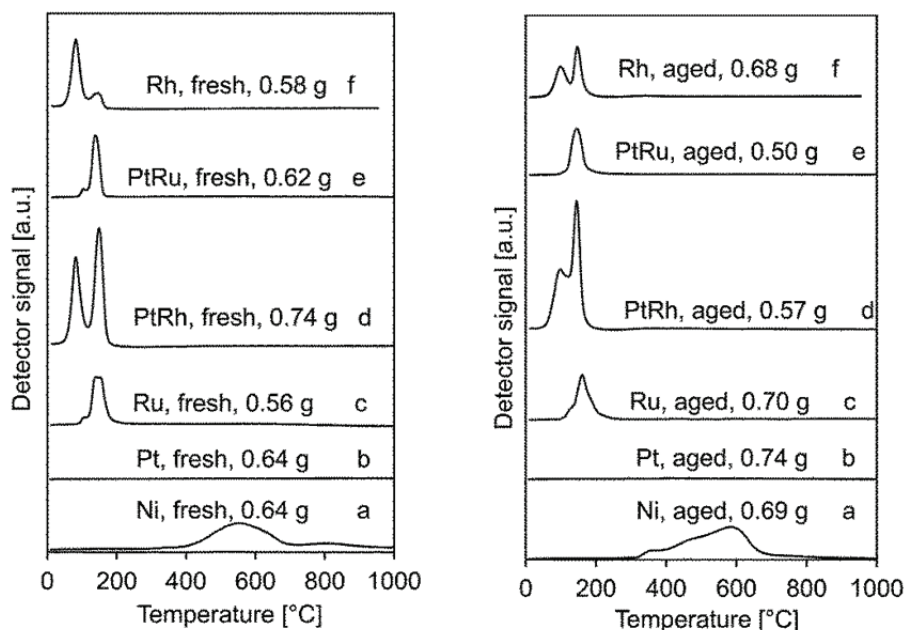 Detector signal [a.u.]
Rh, fresh, 0.58 g f
PtRu, fresh, 0.62 g e
PtRh, fresh, 0.74 g d
Ru, fresh, 0.56 g c
Pt, fresh, 0.64 g b
Ni, fresh, 0.64 g a
0 200 400 600 800 1000
Temperature [°C]
Detector signal [a.u.]
Rh, aged, 0.68 g f
PtRu, aged, 0.50 g e
PtRh, aged, 0.57 g d
Ru, aged, 0.70 g c
Pt, aged, 0.74 g b
Ni, aged, 0.69 g a
0 200 400 600 800 1000
Temperature [°C]